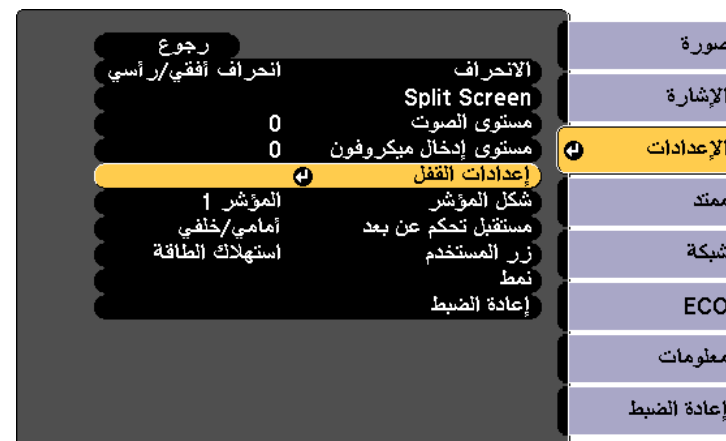 صورة
الإشارة
الإعدادات
ممتد
شبكة
ECO
معلومات
إعادة الضبط
رجوع
الانحراف انحراف أفقي/رأسي
Split Screen
مستوى الصوت 0
مستوى إدخال ميكروفون 0
إعدادات القفل
شكل المؤشر المؤشر 1
مستقبل تحكم عن بعد أمامي/خلفي
زر المستخدم استهلاك الطاقة
نمط
إعادة الضبط